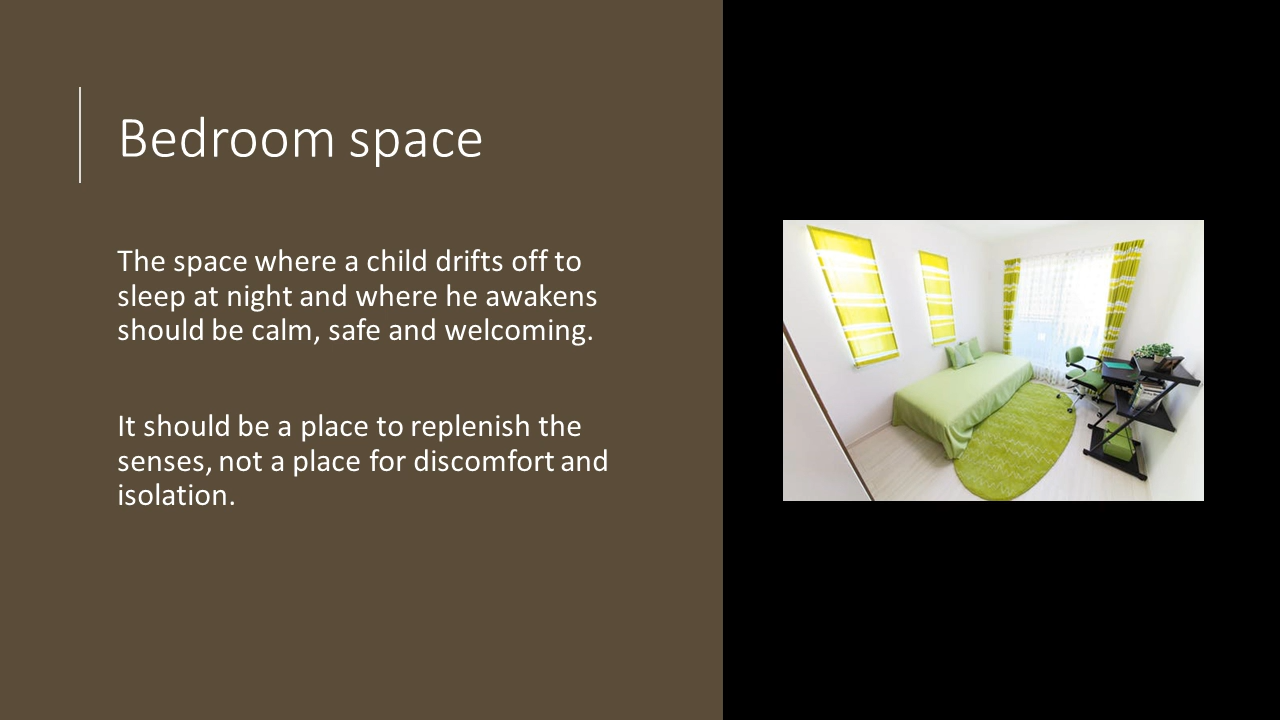 Bedroom space
The space where a child drifts off to
sleep at night and where he awakens
should be calm, safe and welcoming.
It should be a place to replenish the
senses, not a place for discomfort and
isolation.